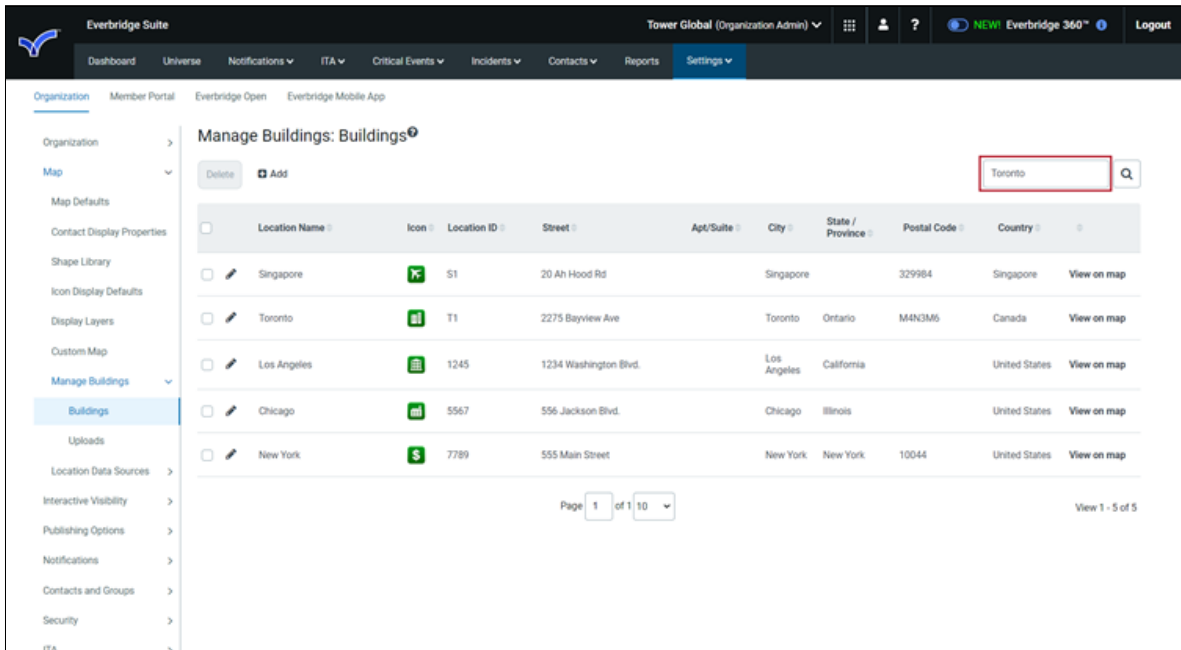 Everbridge Suite
Tower Global (Organization Admin)
?
NEW! Everbridge 360™
Logout
Dashboard Universe Notifications ITA Critical Events Incidents Contacts Reports Settings
Organization Member Portal Everbridge Open Everbridge Mobile App
Organization
Map
Map Defaults
Contact Display Properties
Shape Library
Icon Display Defaults
Display Layers
Custom Map
Manage Buildings
Buildings
Uploads
Location Data Sources
Interactive Visibility
Publishing Options
Notifications
Contacts and Groups
Security
ITA
Manage Buildings: Buildings
Delete Add
Toronto
Location Name Icon Location ID Street Apt/Suite City State / Province Postal Code Country
Singapore S1 20 Ah Hood Rd Singapore 329984 Singapore View on map
Toronto T1 2275 Bayview Ave Toronto Ontario M4N3M6 Canada View on map
Los Angeles 1245 1234 Washington Blvd. Los Angeles California United States View on map
Chicago 5567 556 Jackson Blvd. Chicago Illinois United States View on map
New York $ 7789 555 Main Street New York New York 10044 United States View on map
Page 1 of 1 10
View 1 - 5 of 5